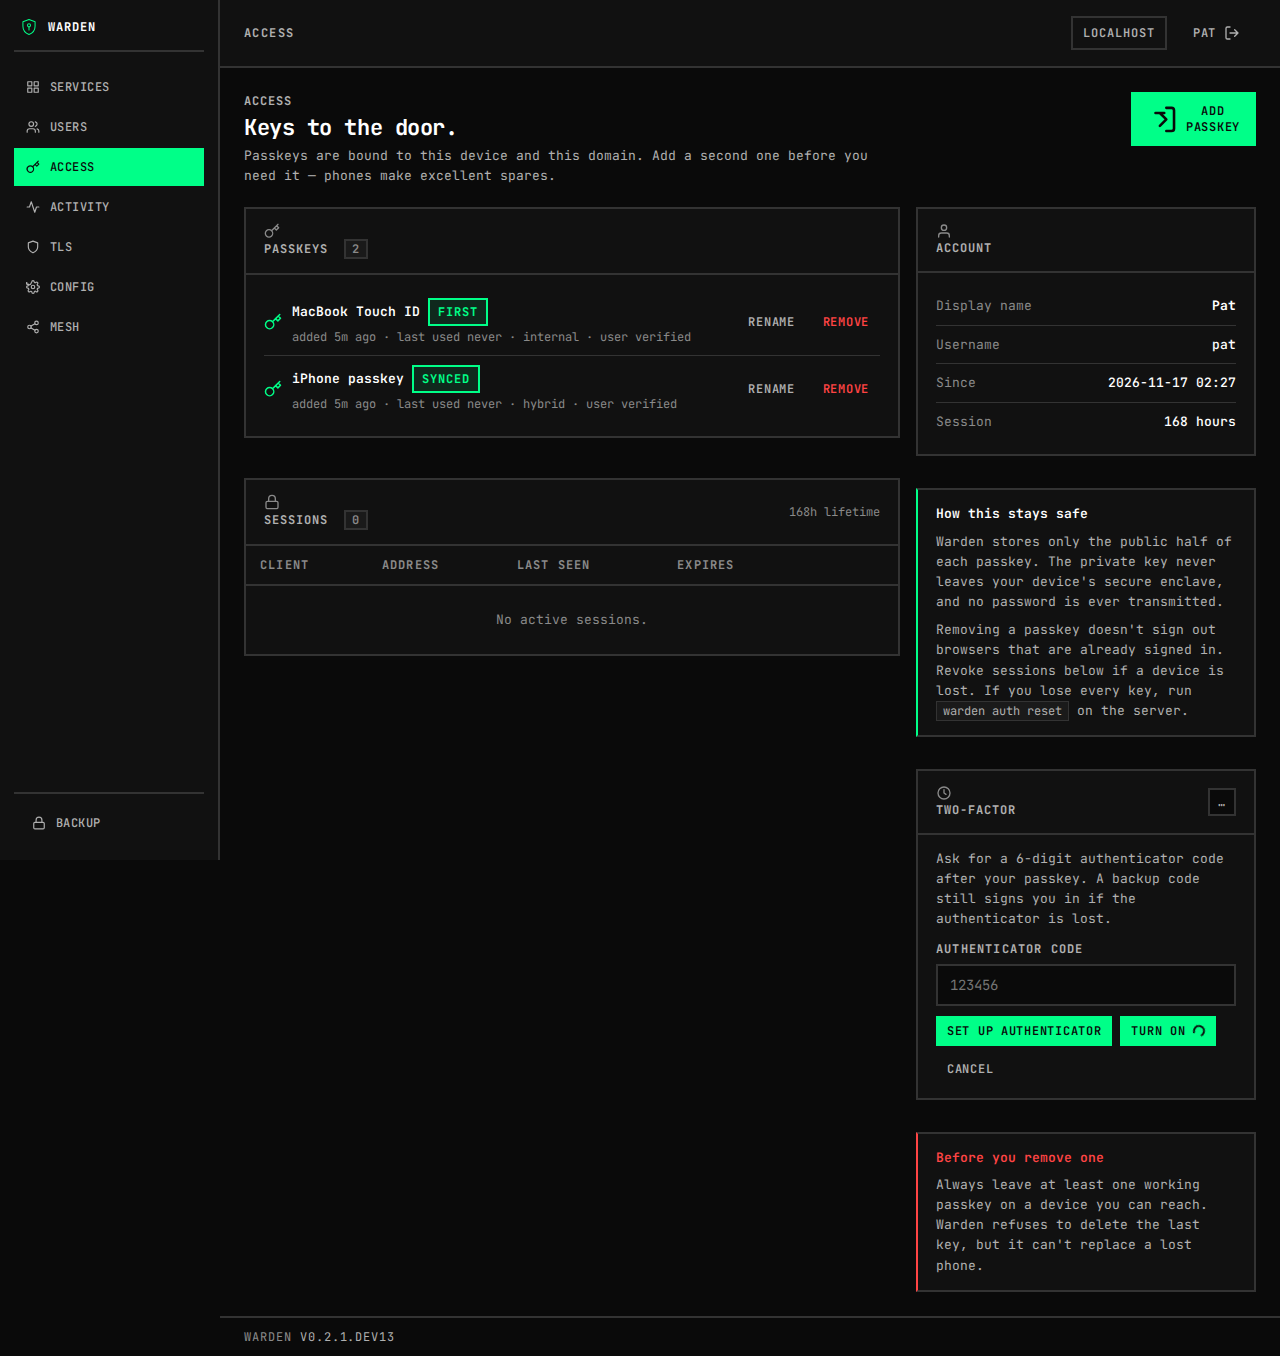 WARDEN
SERVICES
USERS
ACCESS
ACTIVITY
TLS
CONFIG
MESH
BACKUP
ACCESS
LOCALHOST
PAT
ACCESS
Keys to the door.
Passkeys are bound to this device and this domain. Add a second one before you
need it — phones make excellent spares.
ADD
PASSKEY
PASSKEYS 2
MacBook Touch ID FIRST
added 5m ago · last used never · internal · user verified
RENAME REMOVE
iPhone passkey SYNCED
added 5m ago · last used never · hybrid · user verified
RENAME REMOVE
SESSIONS 0
168h lifetime
CLIENT ADDRESS LAST SEEN EXPIRES
No active sessions.
ACCOUNT
Display name Pat
Username pat
Since 2026-11-17 02:27
Session 168 hours
How this stays safe
Warden stores only the public half of
each passkey. The private key never
leaves your device's secure enclave,
and no password is ever transmitted.
Removing a passkey doesn't sign out
browsers that are already signed in.
Revoke sessions below if a device is
lost. If you lose every key, run
warden auth reset on the server.
TWO-FACTOR …
Ask for a 6-digit authenticator code
after your passkey. A backup code
still signs you in if the
authenticator is lost.
AUTHENTICATOR CODE
123456
SET UP AUTHENTICATOR TURN ON
CANCEL
Before you remove one
Always leave at least one working
passkey on a device you can reach.
Warden refuses to delete the last
key, but it can't replace a lost
phone.
WARDEN V0.2.1.DEV13